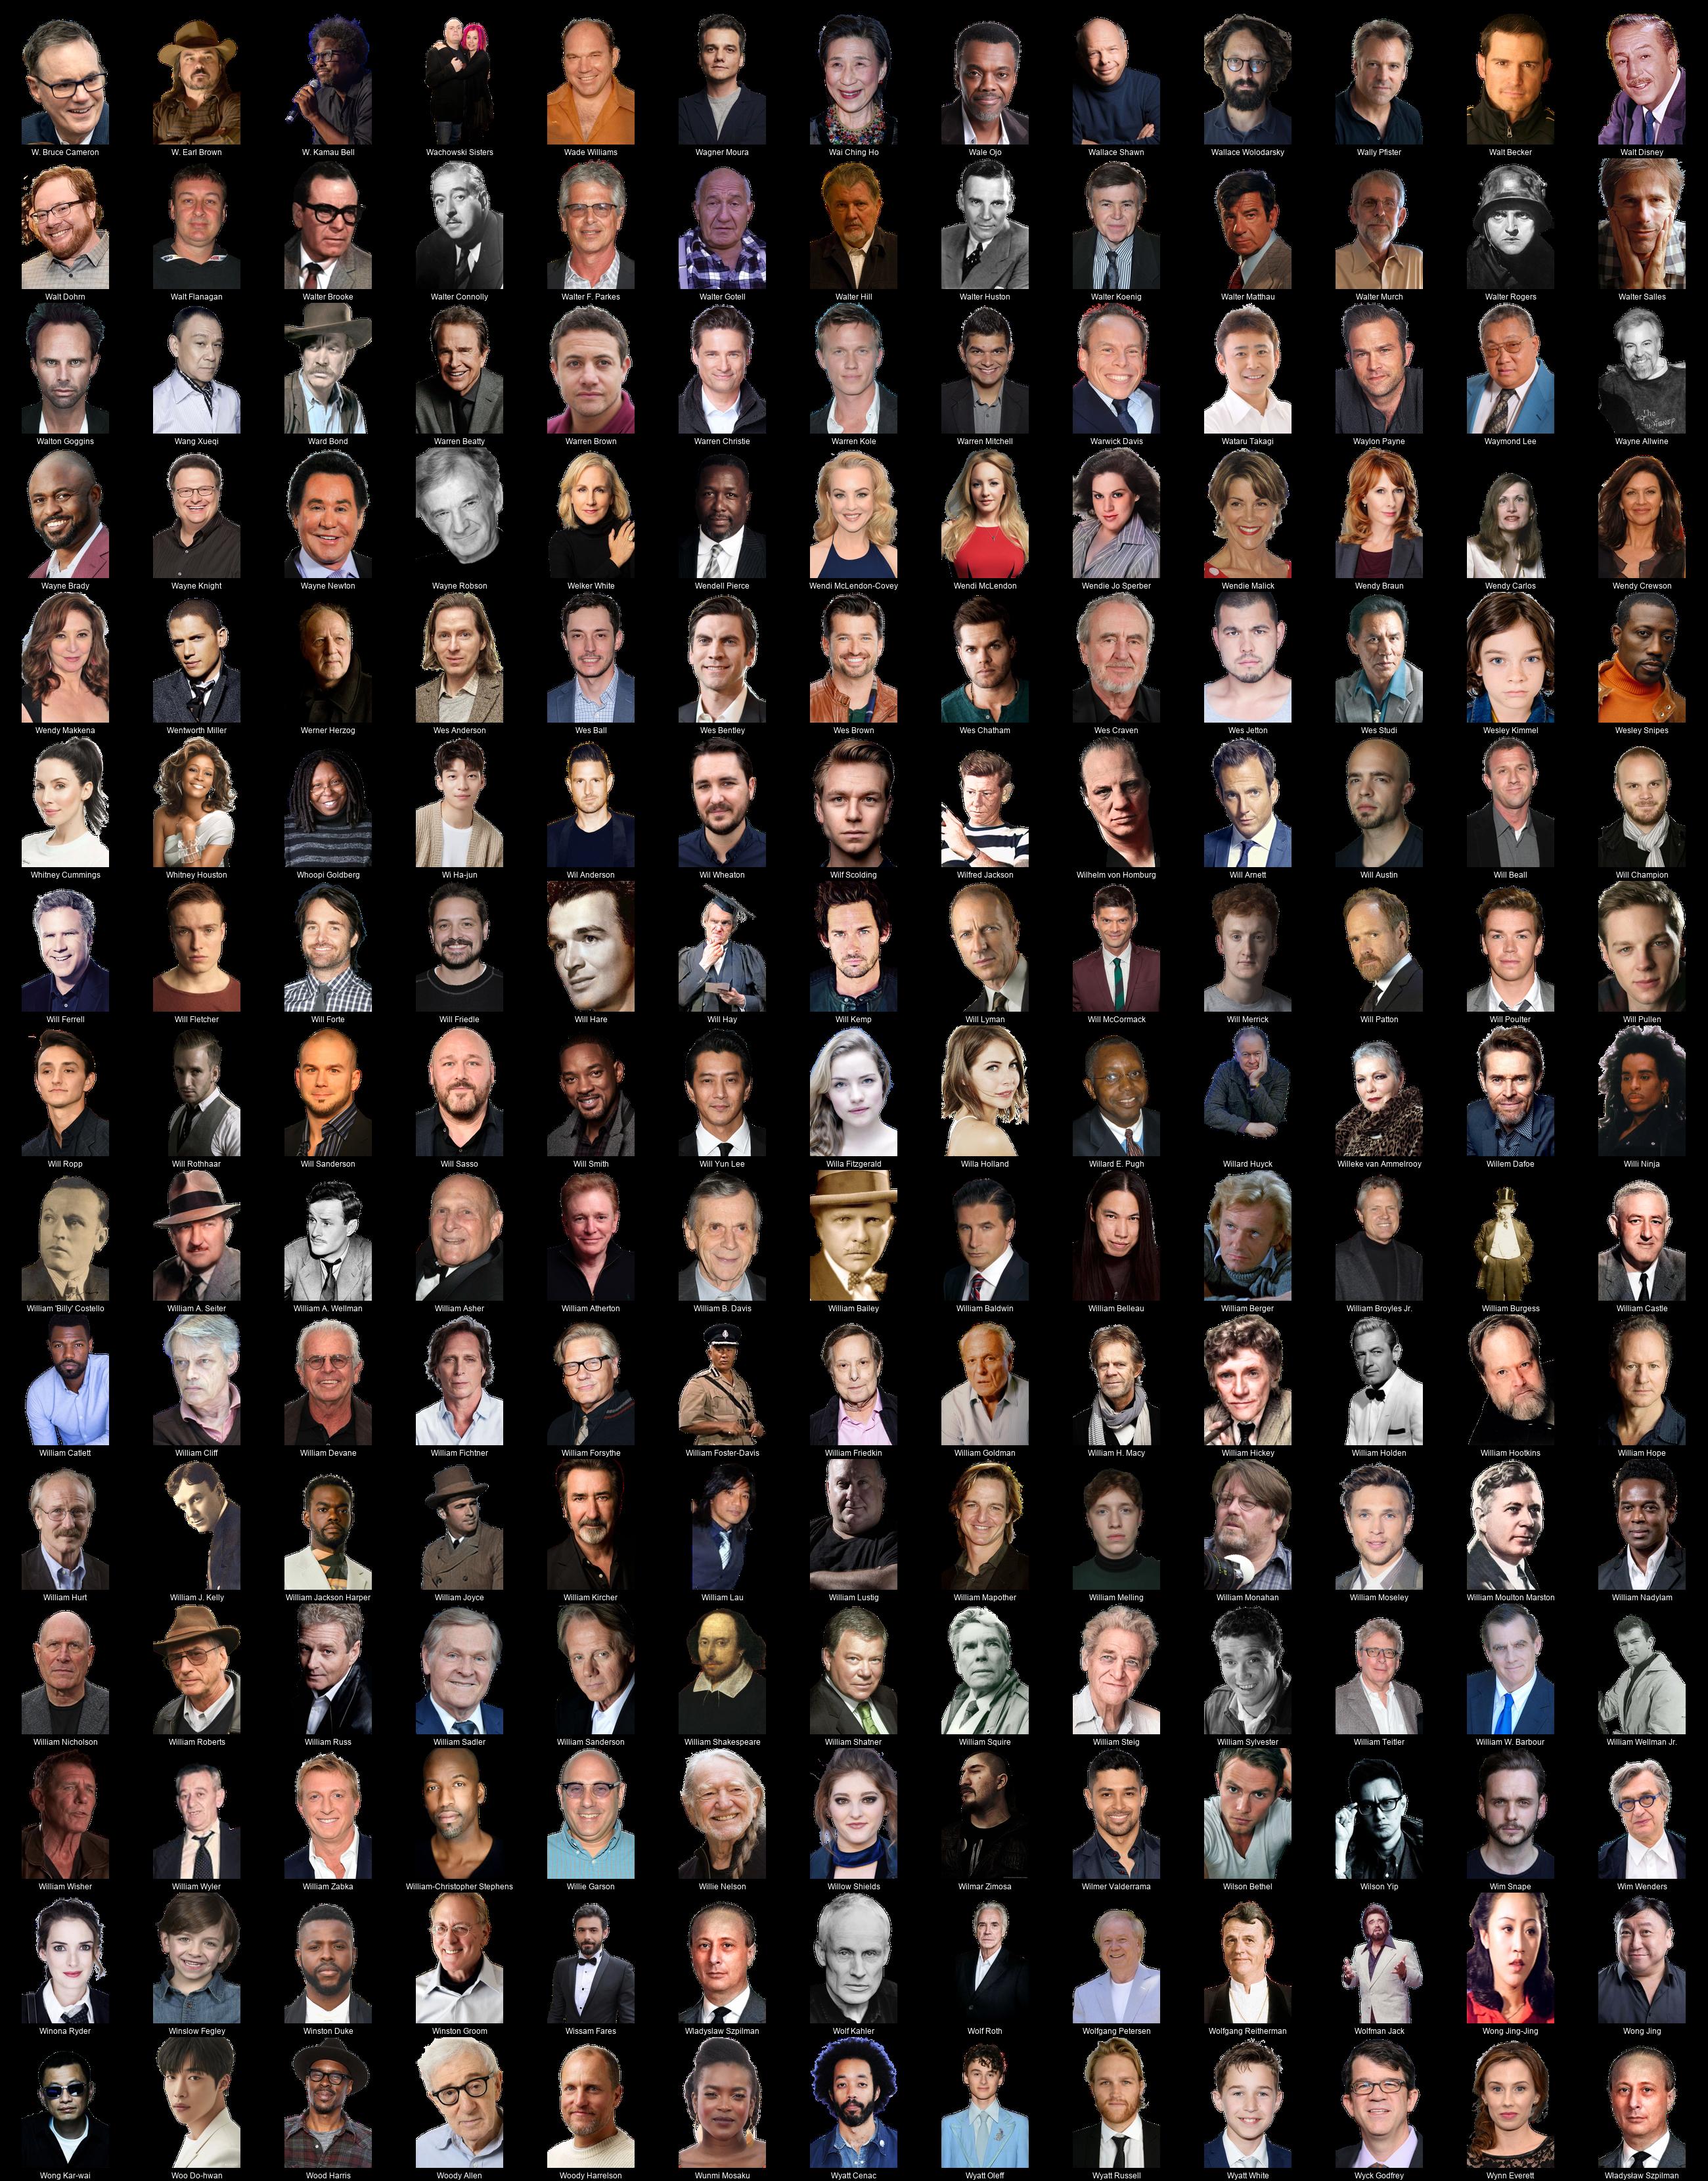 W. Bruce Cameron W. Earl Brown W. Kamau Bell Wachowski Sisters Wade Williams Wagner Moura Wai Ching Ho Wale Ojo Wallace Shawn Wallace Wolodarsky Wally Pfister Walt Becker Walt Disney
Walt Dohrn Walt Flanagan Walter Brooke Walter Connolly Walter F. Parkes Walter Gotell Walter Hill Walter Huston Walter Koenig Walter Matthau Walter Murch Walter Rogers Walter Salles
Walton Goggins Wang Xueqi Ward Bond Warren Beatty Warren Brown Warren Christie Warren Kole Warren Mitchell Warwick Davis Wataru Takagi Waylon Payne Waymond Lee Wayne Allwine
Wayne Brady Wayne Knight Wayne Newton Wayne Robson Welker White Wendell Pierce Wendi McLendon-Covey Wendi McLendon Wendie Jo Sperber Wendie Malick Wendy Braun Wendy Carlos Wendy Crewson
Wendy Makkena Wentworth Miller Werner Herzog Wes Anderson Wes Ball Wes Bentley Wes Brown Wes Chatham Wes Craven Wes Jetton Wes Studi Wesley Kimmel Wesley Snipes
Whitney Cummings Whitney Houston Whoopi Goldberg Wi Ha-jun Wil Anderson Wil Wheaton Wilf Scolding Wilfred Jackson Wilhelm von Homburg Will Arnett Will Austin Will Beall Will Champion
Will Ferrell Will Fletcher Will Forte Will Friedle Will Hare Will Hay Will Kemp Will Lyman Will McCormack Will Merrick Will Patton Will Poulter Will Pullen
Will Ropp Will Rothhaar Will Sanderson Will Sasso Will Smith Will Yun Lee Willa Fitzgerald Willa Holland Willard E. Pugh Willard Huyck Willeke van Ammelrooy Willem Dafoe Willi Ninja
William 'Billy' Costello William A. Seiter William A. Wellman William Asher William Atherton William B. Davis William Bailey William Baldwin William Belleau William Berger William Broyles Jr. William Burgess William Castle
William Catlett William Cliff William Devane William Fichtner William Forsythe William Foster-Davis William Friedkin William Goldman William H. Macy William Hickey William Holden William Hootkins William Hope
William Hurt William J. Kelly William Jackson Harper William Joyce William Kircher William Lau William Lustig William Mapother William Melling William Monahan William Moseley William Moulton Marston William Nadylam
William Nicholson William Roberts William Russ William Sadler William Sanderson William Shakespeare William Shatner William Squire William Steig William Sylvester William Teitler William W. Barbour William Wellman Jr.
William Wisher William Wyler William Zabka William-Christopher Stephens Willie Garson Willie Nelson Willow Shields Wilmar Zimosa Wilmer Valderrama Wilson Bethel Wilson Yip Wim Snape Wim Wenders
Winona Ryder Winslow Fegley Winston Duke Winston Groom Wissam Fares Wladyslaw Szpilman Wolf Kahler Wolf Roth Wolfgang Petersen Wolfgang Reitherman Wolfman Jack Wong Jing-Jing Wong Jing
Wong Kar-wai Woo Do-hwan Wood Harris Woody Allen Woody Harrelson Wunmi Mosaku Wyatt Cenac Wyatt Oleff Wyatt Russell Wyatt White Wyck Godfrey Wynn Everett Władysław Szpilman